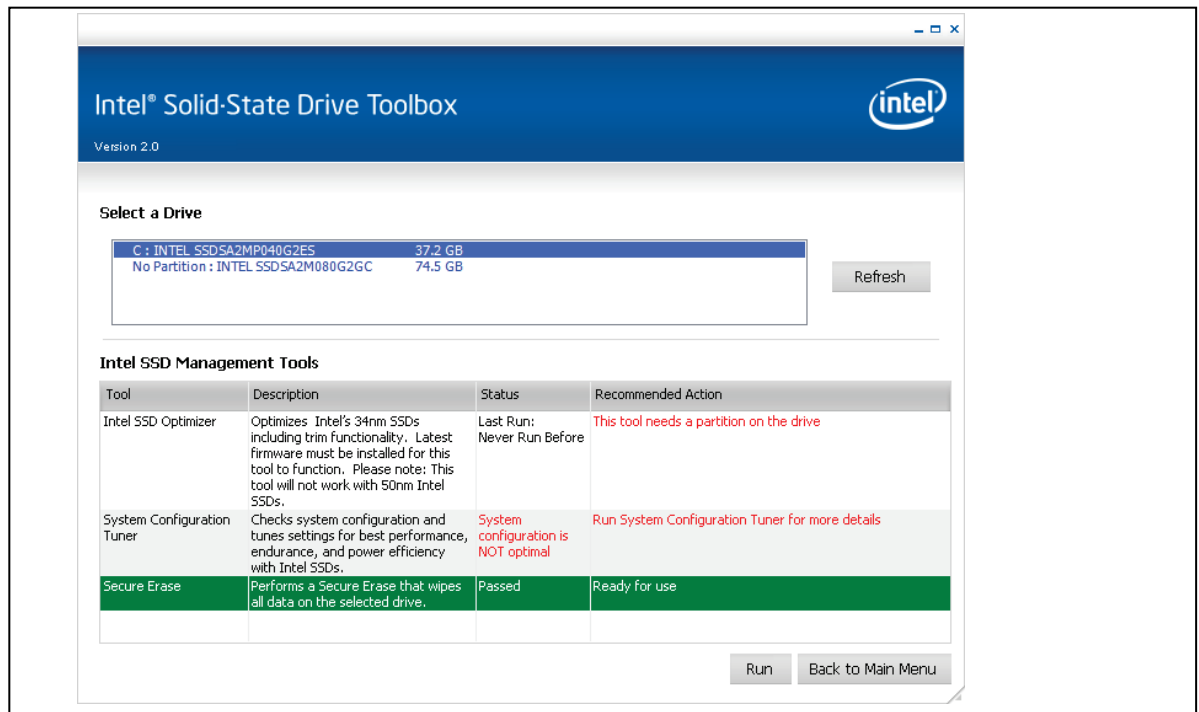 Intel® Solid-State Drive Toolbox
intel
Version 2.0
Select a Drive
C : INTEL SSDSA2MP040G2ES 37.2 GB
No Partition : INTEL SSDSA2M080G2GC 74.5 GB
Refresh
Intel SSD Management Tools
Tool Description Status Recommended Action
Intel SSD Optimizer
Optimizes Intel's 34nm SSDs
including trim functionality. Latest
firmware must be installed for this
tool to function. Please note: This
tool will not work with 50nm Intel
SSDs.
Last Run:
Never Run Before
This tool needs a partition on the drive
System Configuration
Tuner
Checks system configuration and
tunes settings for best performance,
endurance, and power efficiency
with Intel SSDs.
System
configuration is
NOT optimal
Run System Configuration Tuner for more details
Secure Erase
Performs a Secure Erase that wipes
all data on the selected drive.
Passed
Ready for use
Run
Back to Main Menu